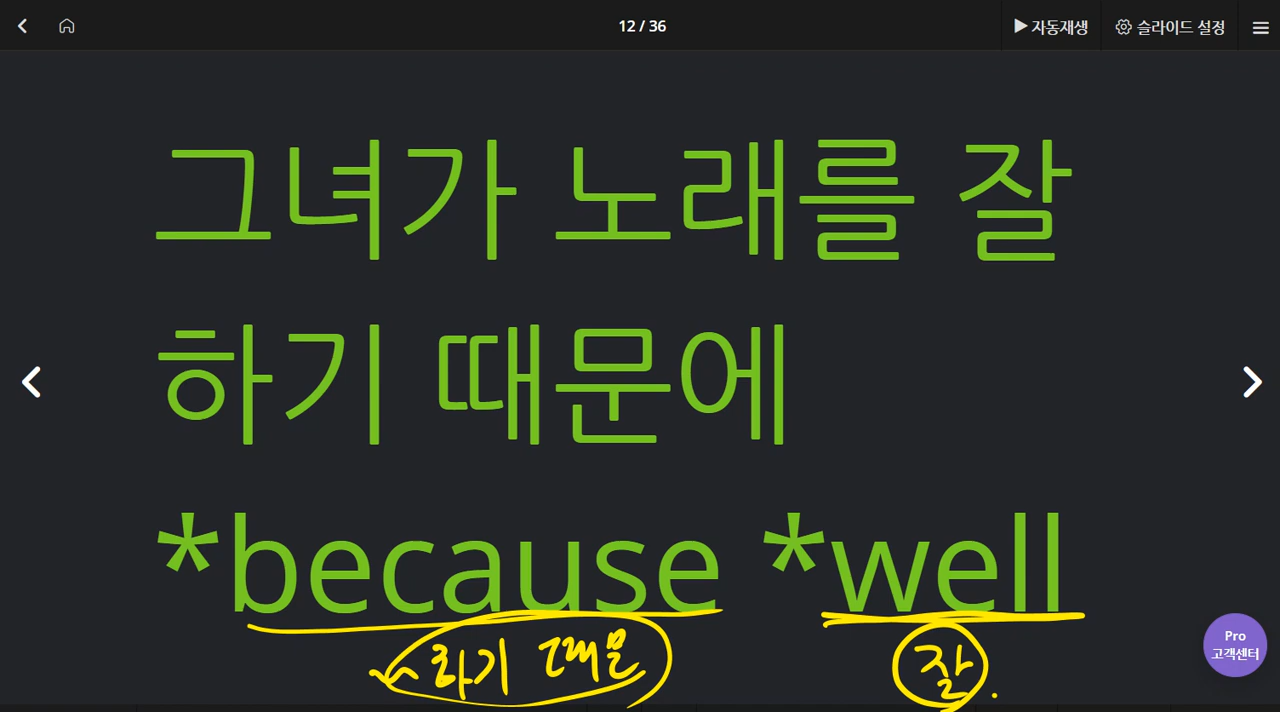 12 / 36
자동재생
슬라이드 설정
그녀가 노래를 잘
하기 때문에
*because *well
~하기 때문
잘.
Pro
고객센터